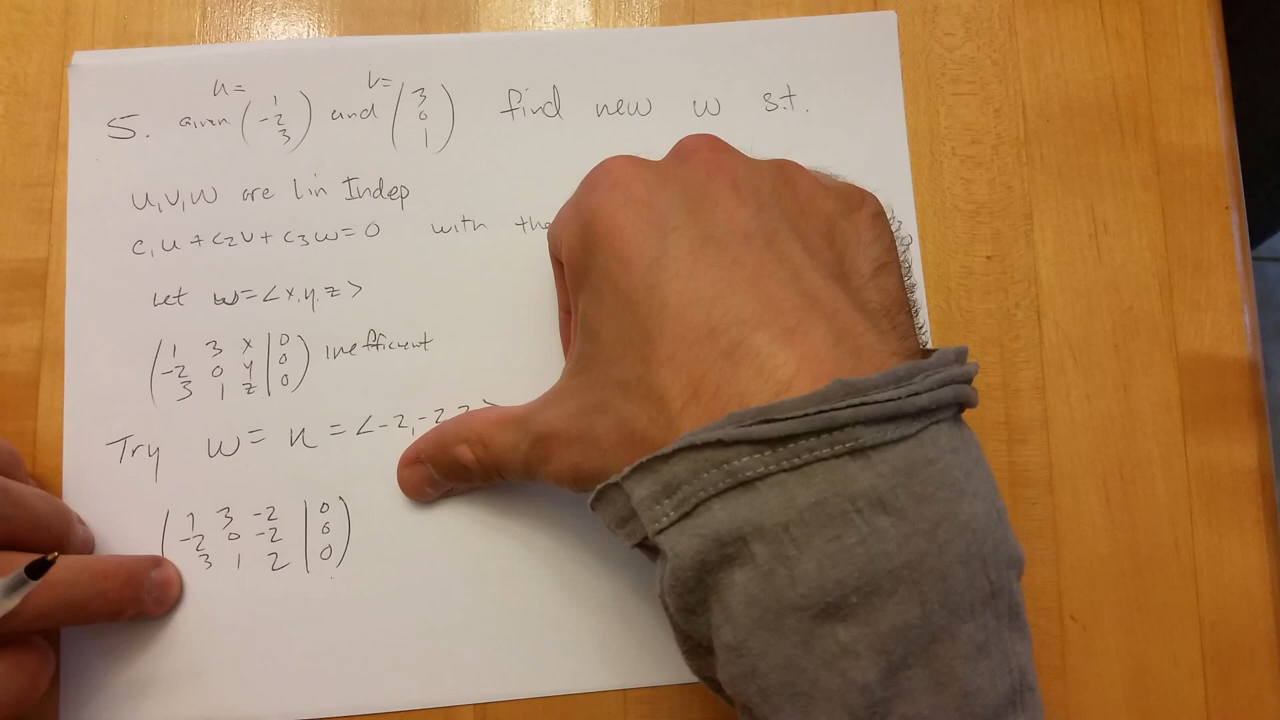 u= v=
5. given (1 -2 3) and (3 0 1) find new w s.t.
u,v,w are lin Indep
c₁u + c₂v + c₃w = 0 with the
Let w=<x,y,z>
(1 3 x | 0
-2 0 y | 0
3 1 z | 0) inefficient
Try w = n = <-2,-2,2>
(1 3 -2 | 0
-2 0 -2 | 0
3 1 2 | 0)